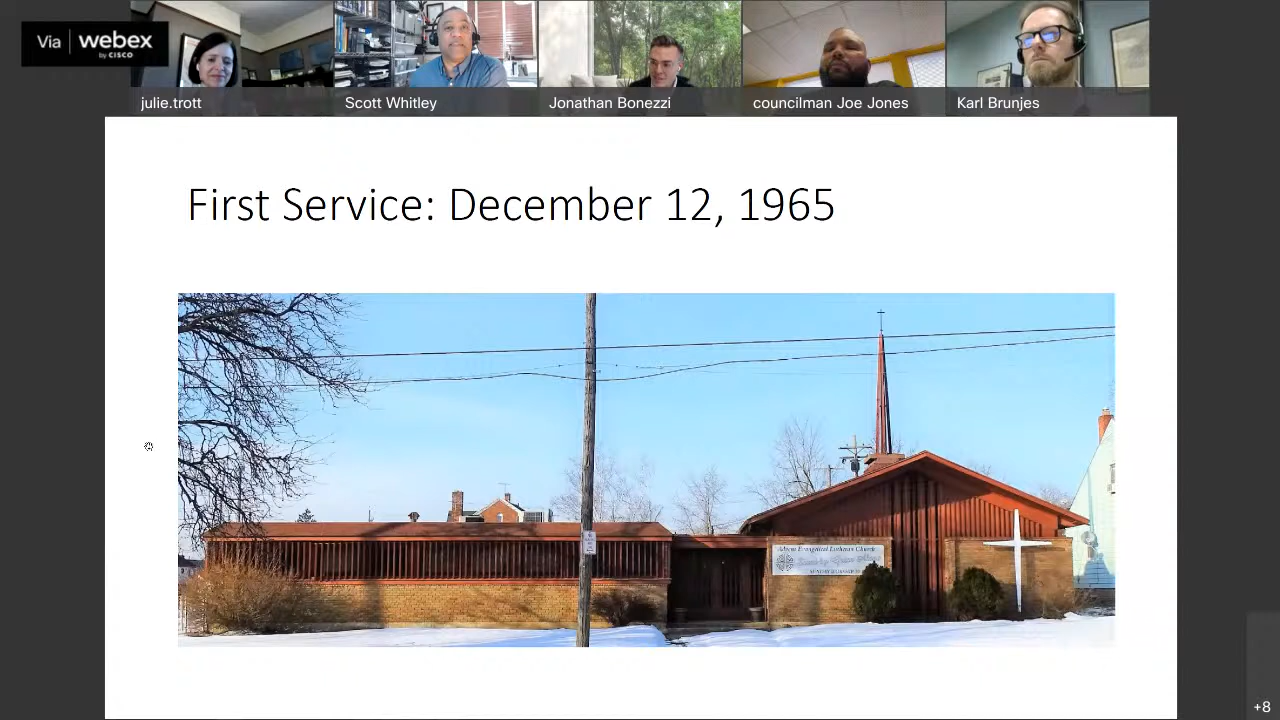 Via webex
by CISCO
julie.trott
Scott Whitley
Jonathan Bonezzi
councilman Joe Jones
Karl Brunjes
First Service: December 12, 1965
Advent Evangelical Lutheran Church
+8